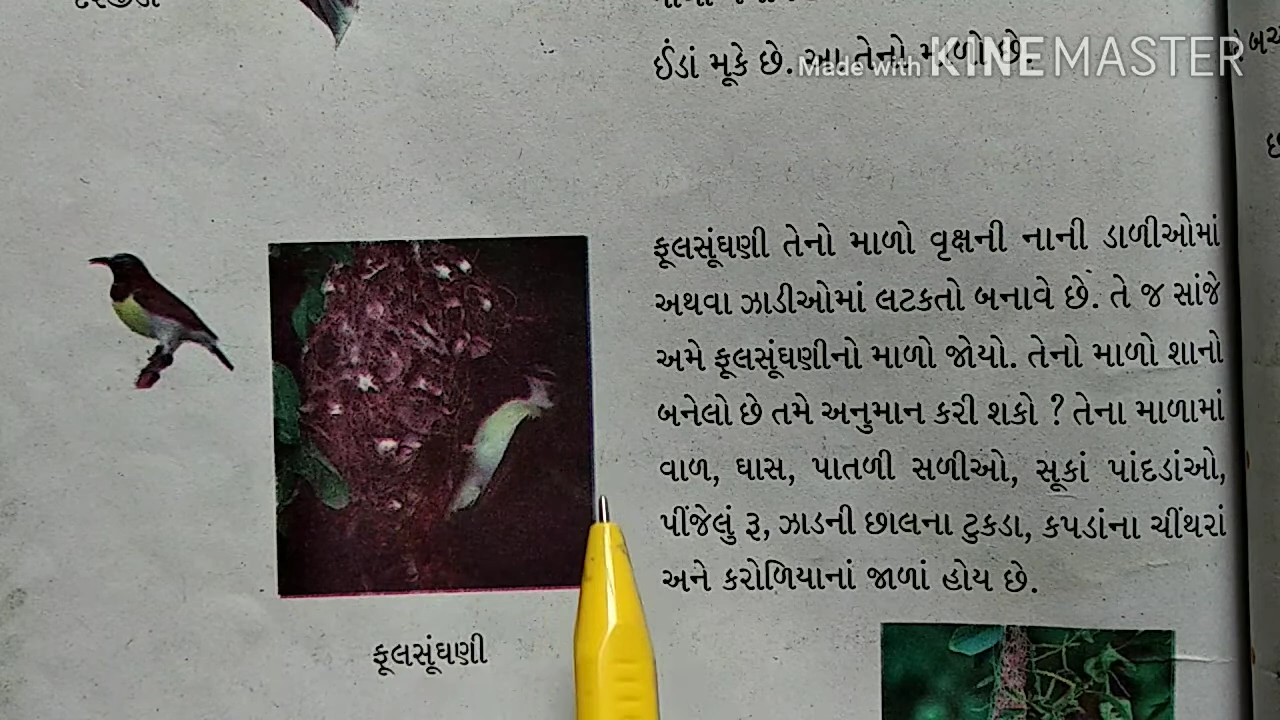 ઈંડાં મૂકે છે. આ તેનો માળો છે.
Made with KINEMASTER
ફૂલસૂંઘણી તેનો માળો વૃક્ષની નાની ડાળીઓમાં
અથવા ઝાડીઓમાં લટકતો બનાવે છે. તે જ સાંજે
અમે ફૂલસૂંઘણીનો માળો જોયો. તેનો માળો શાનો
બનેલો છે તમે અનુમાન કરી શકો ? તેના માળામાં
વાળ, ઘાસ, પાતળી સળીઓ, સૂકાં પાંદડાંઓ,
પીંજેલું રૂ, ઝાડની છાલના ટુકડા, કપડાંના ચીંથરાં
અને કરોળિયાનાં જાળાં હોય છે.
ફૂલસૂંઘણી